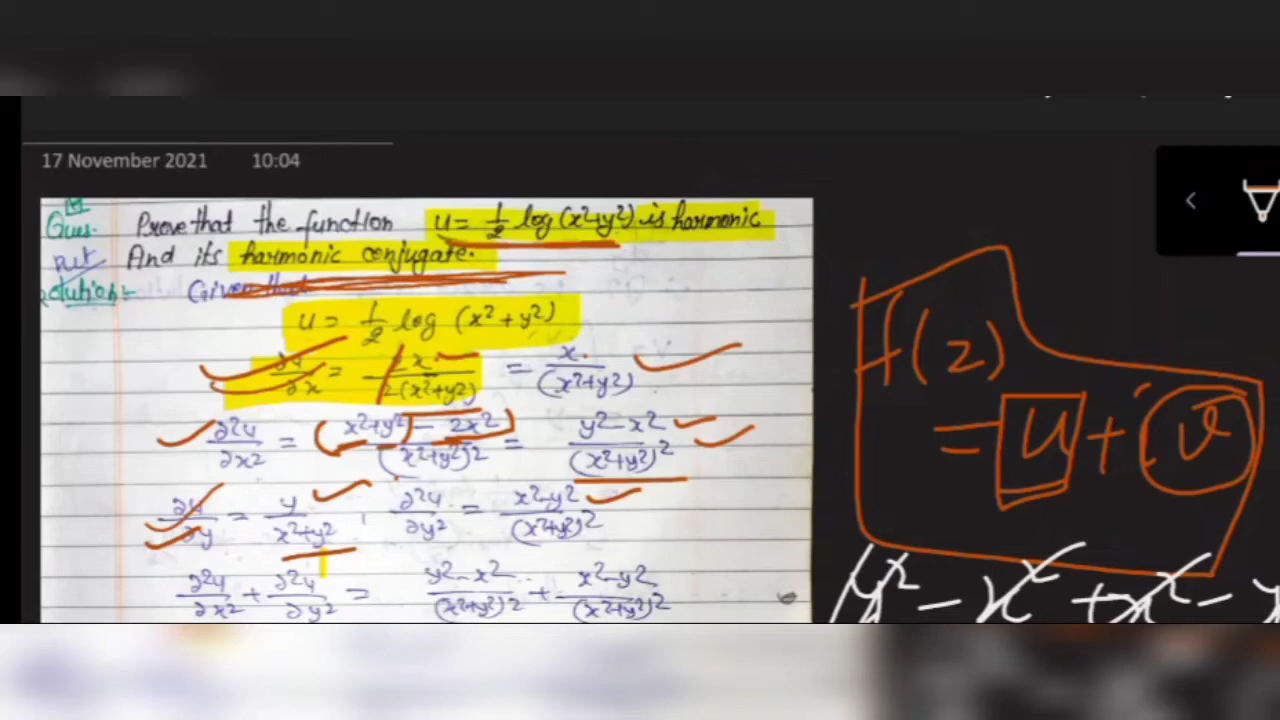 17 November 2021 10:04
Ques. Prove that the function u = 1/2 log (x²+y²) is harmonic
And its harmonic conjugate.
Given that
u = 1/2 log (x² + y²)
∂u/∂x = 2x/2(x²+y²) = x/(x²+y²)
∂²u/∂x² = (x²+y²) - 2x²/(x²+y²)² = y²-x²/(x²+y²)²
∂u/∂y = y/x²+y² , ∂²u/∂y² = x²-y²/(x²+y²)²
∂²u/∂x² + ∂²u/∂y² = y²-x²/(x²+y²)² + x²-y²/(x²+y²)²
f(z)
= u + iv
y² - x² + x² - y